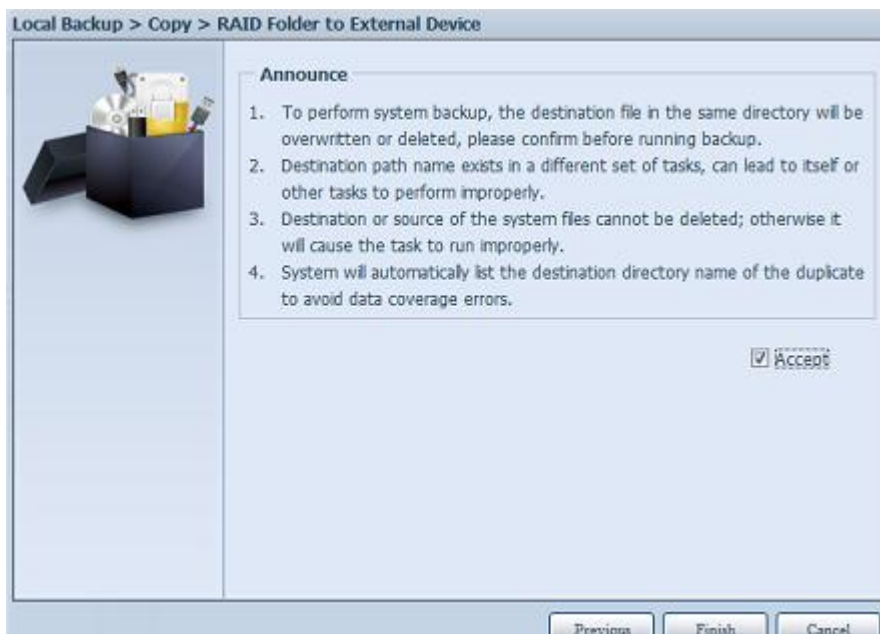 Local Backup > Copy > RAID Folder to External Device
Announce
1. To perform system backup, the destination file in the same directory will be
overwritten or deleted, please confirm before running backup.
2. Destination path name exists in a different set of tasks, can lead to itself or
other tasks to perform improperly.
3. Destination or source of the system files cannot be deleted; otherwise it
will cause the task to run improperly.
4. System will automatically list the destination directory name of the duplicate
to avoid data coverage errors.
Accept
Previous Finish Cancel